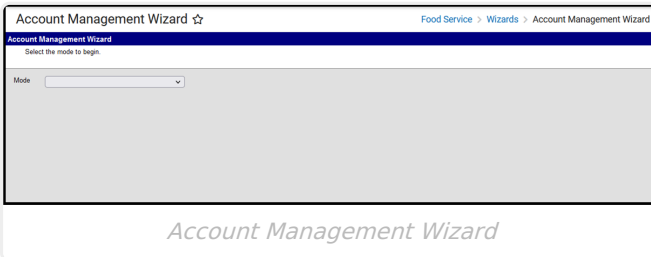 Account Management Wizard ☆ Food Service > Wizards > Account Management Wizard
Account Management Wizard
Select the mode to begin.
Mode
Account Management Wizard